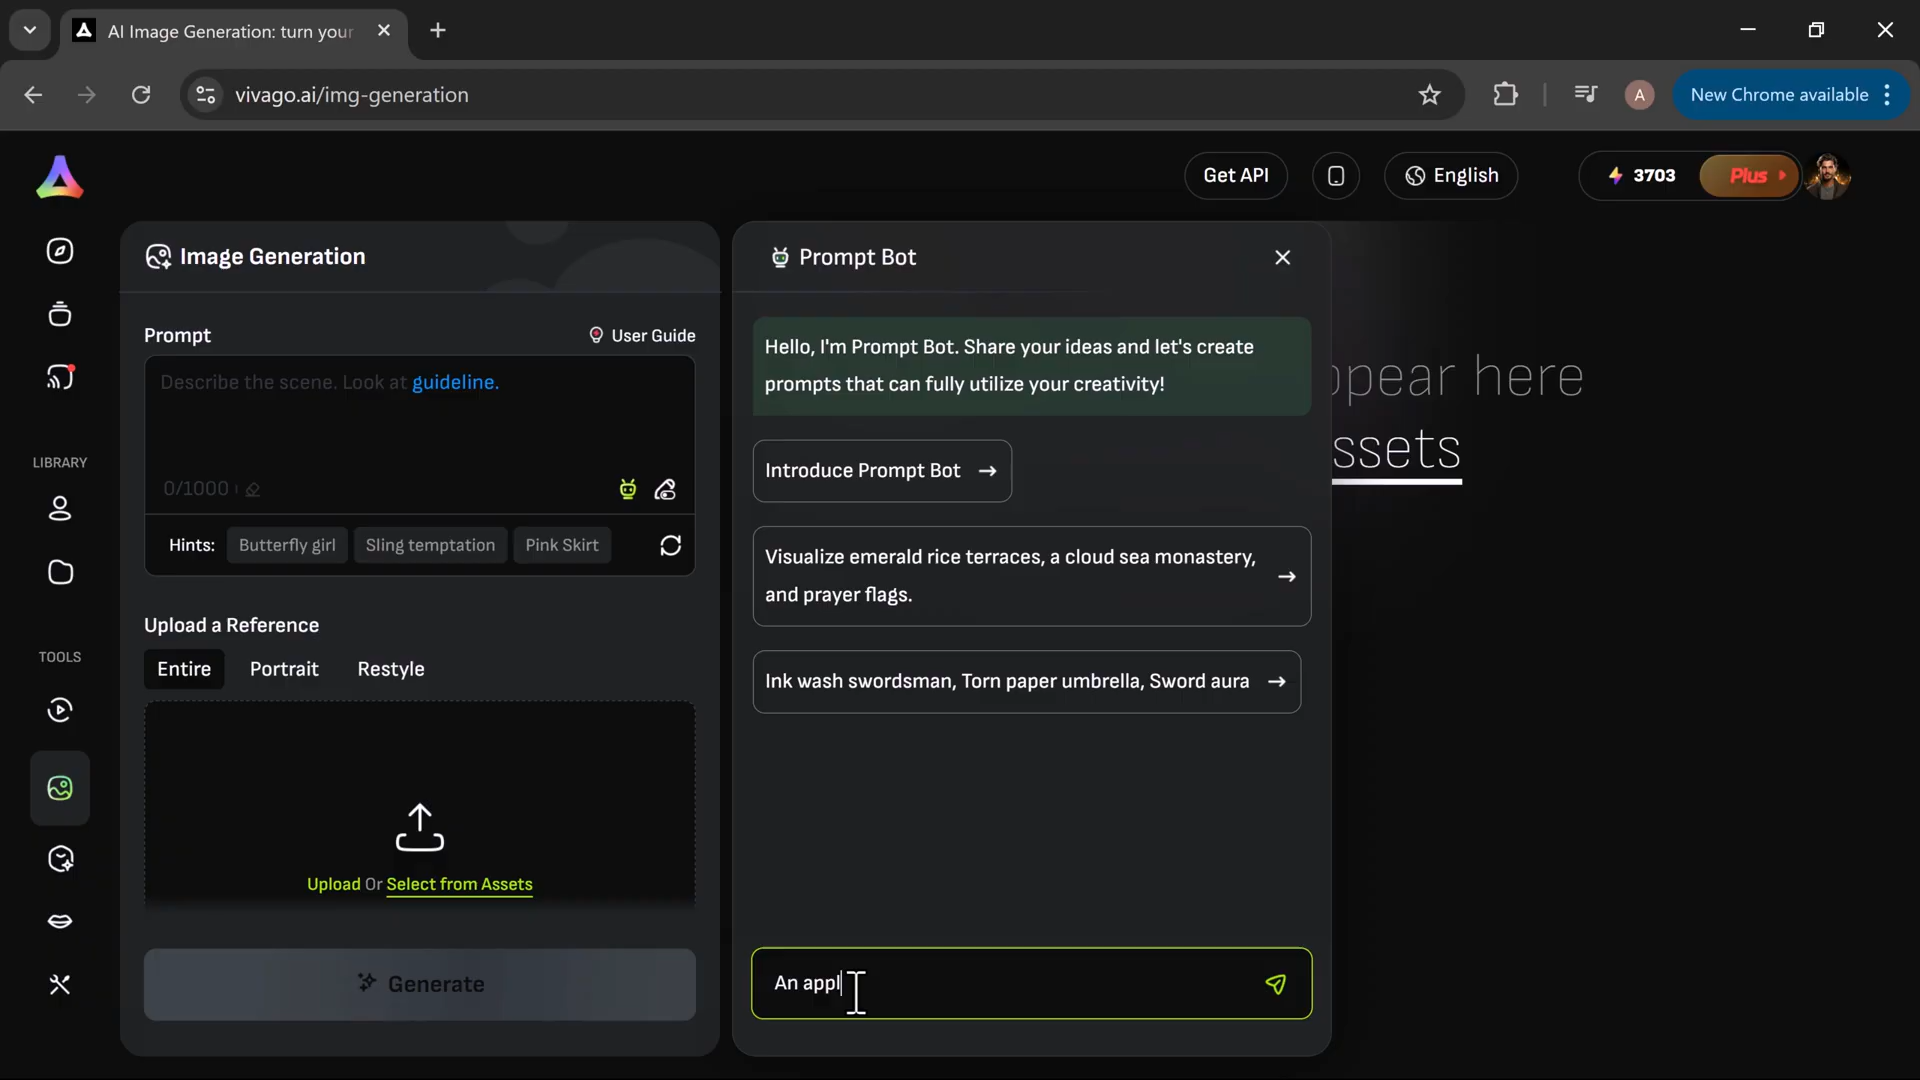 AI Image Generation: turn your
vivago.ai/img-generation
A
New Chrome available
Get API
English
3703
Plus
Image Generation
Prompt
User Guide
Describe the scene. Look at guideline.
0/1000
Hints:
Butterfly girl
Sling temptation
Pink Skirt
Upload a Reference
Entire
Portrait
Restyle
Upload Or Select from Assets
Generate
LIBRARY
TOOLS
Prompt Bot
Hello, I'm Prompt Bot. Share your ideas and let's create
prompts that can fully utilize your creativity!
Introduce Prompt Bot →
Visualize emerald rice terraces, a cloud sea monastery,
and prayer flags. →
Ink wash swordsman, Torn paper umbrella, Sword aura →
An appl
ppear here
ssets